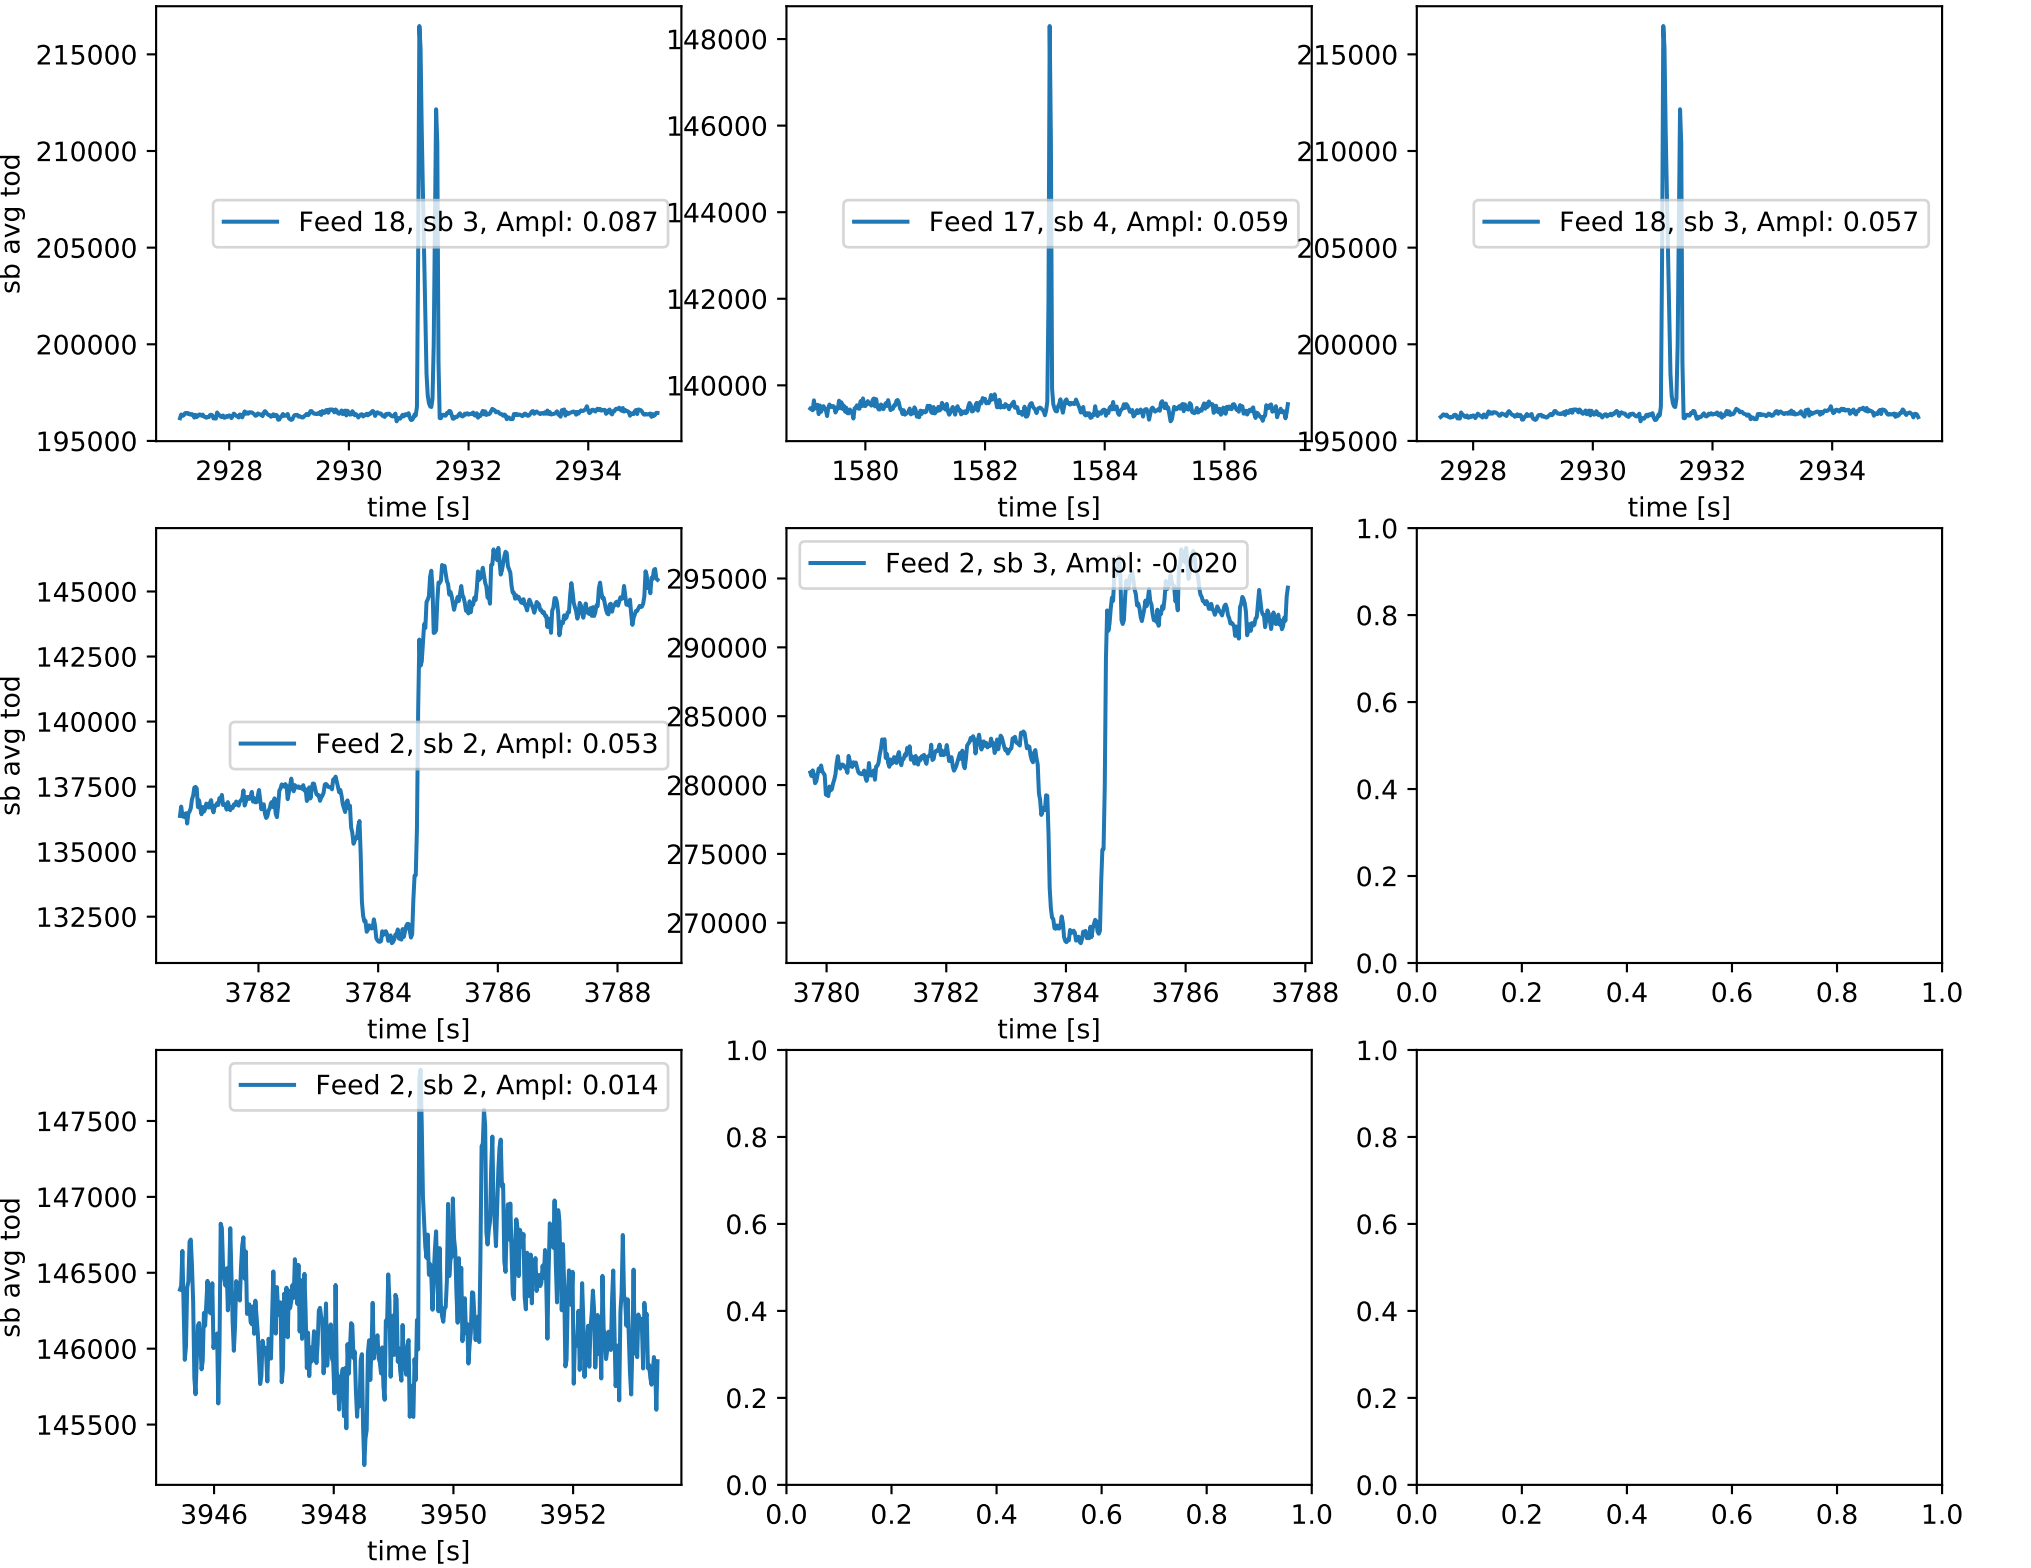 215000
210000
205000
200000
195000
sb avg tod
Feed 18, sb 3, Ampl: 0.087
2928 2930 2932 2934
time [s]
148000
146000
144000
142000
140000
Feed 17, sb 4, Ampl: 0.059
1580 1582 1584 1586
time [s]
215000
210000
205000
200000
195000
Feed 18, sb 3, Ampl: 0.057
2928 2930 2932 2934
time [s]
145000
142500
140000
137500
135000
132500
sb avg tod
Feed 2, sb 2, Ampl: 0.053
3782 3784 3786 3788
time [s]
295000
290000
285000
280000
275000
270000
Feed 2, sb 3, Ampl: -0.020
3780 3782 3784 3786 3788
time [s]
1.0
0.8
0.6
0.4
0.2
0.0
0.0 0.2 0.4 0.6 0.8 1.0
147500
147000
146500
146000
145500
sb avg tod
Feed 2, sb 2, Ampl: 0.014
3946 3948 3950 3952
time [s]
1.0
0.8
0.6
0.4
0.2
0.0
0.0 0.2 0.4 0.6 0.8 1.0
1.0
0.8
0.6
0.4
0.2
0.0
0.0 0.2 0.4 0.6 0.8 1.0